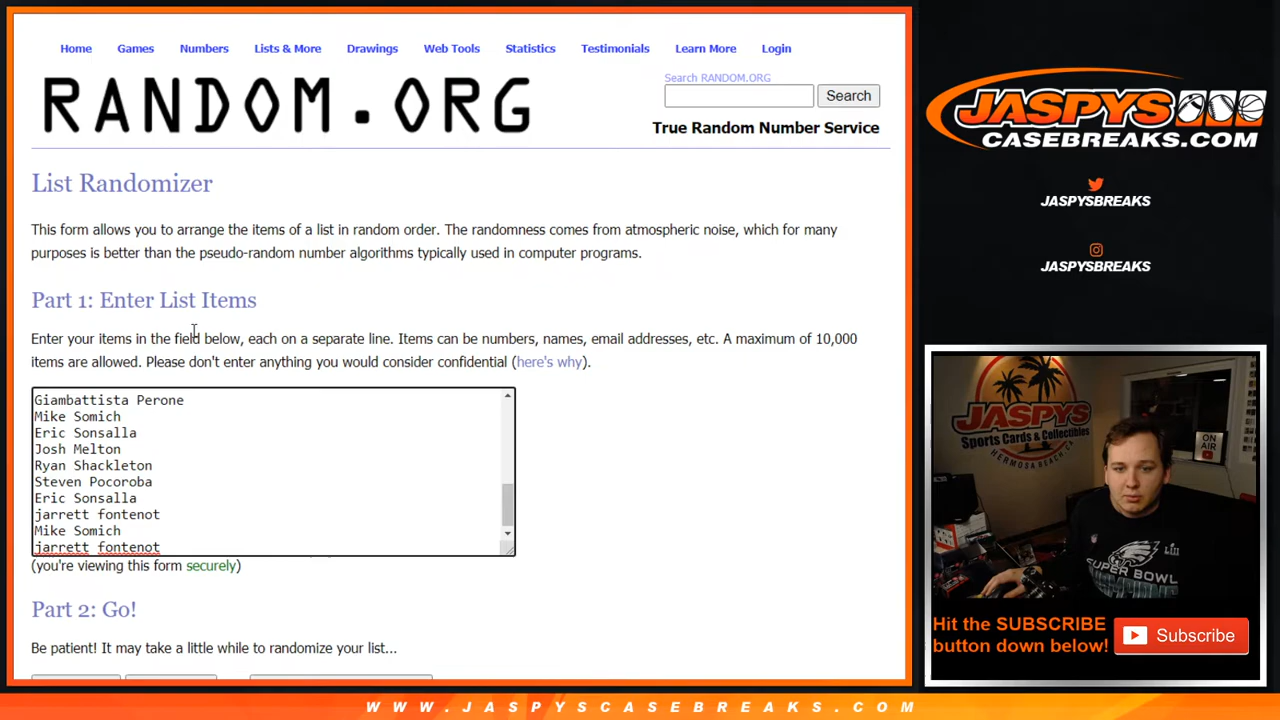 Home Games Numbers Lists & More Drawings Web Tools Statistics Testimonials Learn More Login
RANDOM.ORG
Search RANDOM.ORG
Search
True Random Number Service
List Randomizer
This form allows you to arrange the items of a list in random order. The randomness comes from atmospheric noise, which for many
purposes is better than the pseudo-random number algorithms typically used in computer programs.
Part 1: Enter List Items
Enter your items in the field below, each on a separate line. Items can be numbers, names, email addresses, etc. A maximum of 10,000
items are allowed. Please don't enter anything you would consider confidential (here's why).
Giambattista Perone
Mike Somich
Eric Sonsalla
Josh Melton
Ryan Shackleton
Steven Pocoroba
Eric Sonsalla
jarrett fontenot
Mike Somich
jarrett fontenot
(you're viewing this form securely)
Part 2: Go!
Be patient! It may take a little while to randomize your list...
JASPYS
CASEBREAKS.COM
JASPYSBREAKS
JASPYSBREAKS
JASPYS
Sports Cards & Collectibles
HERMOSA BEACH
ON
AIR
LII
SUPER BOWL
CHAMPIONS
Hit the SUBSCRIBE
button down below!
Subscribe
WWW.JASPYSCASEBREAKS.COM